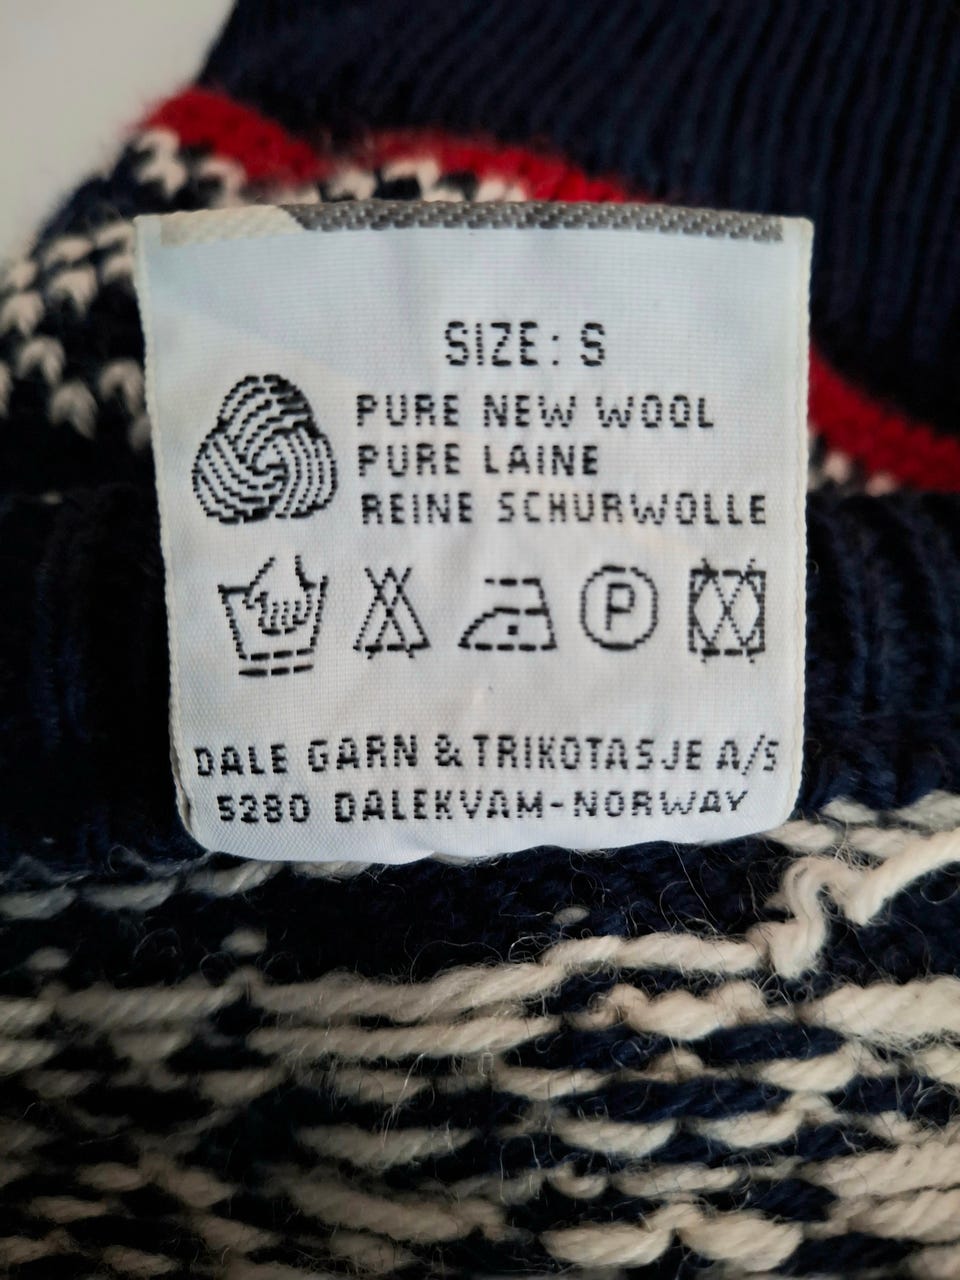 SIZE: S
PURE NEW WOOL
PURE LAINE
REINE SCHURWOLLE
P
DALE GARN & TRIKOTASJE A/S
5280 DALEKVAM-NORWAY